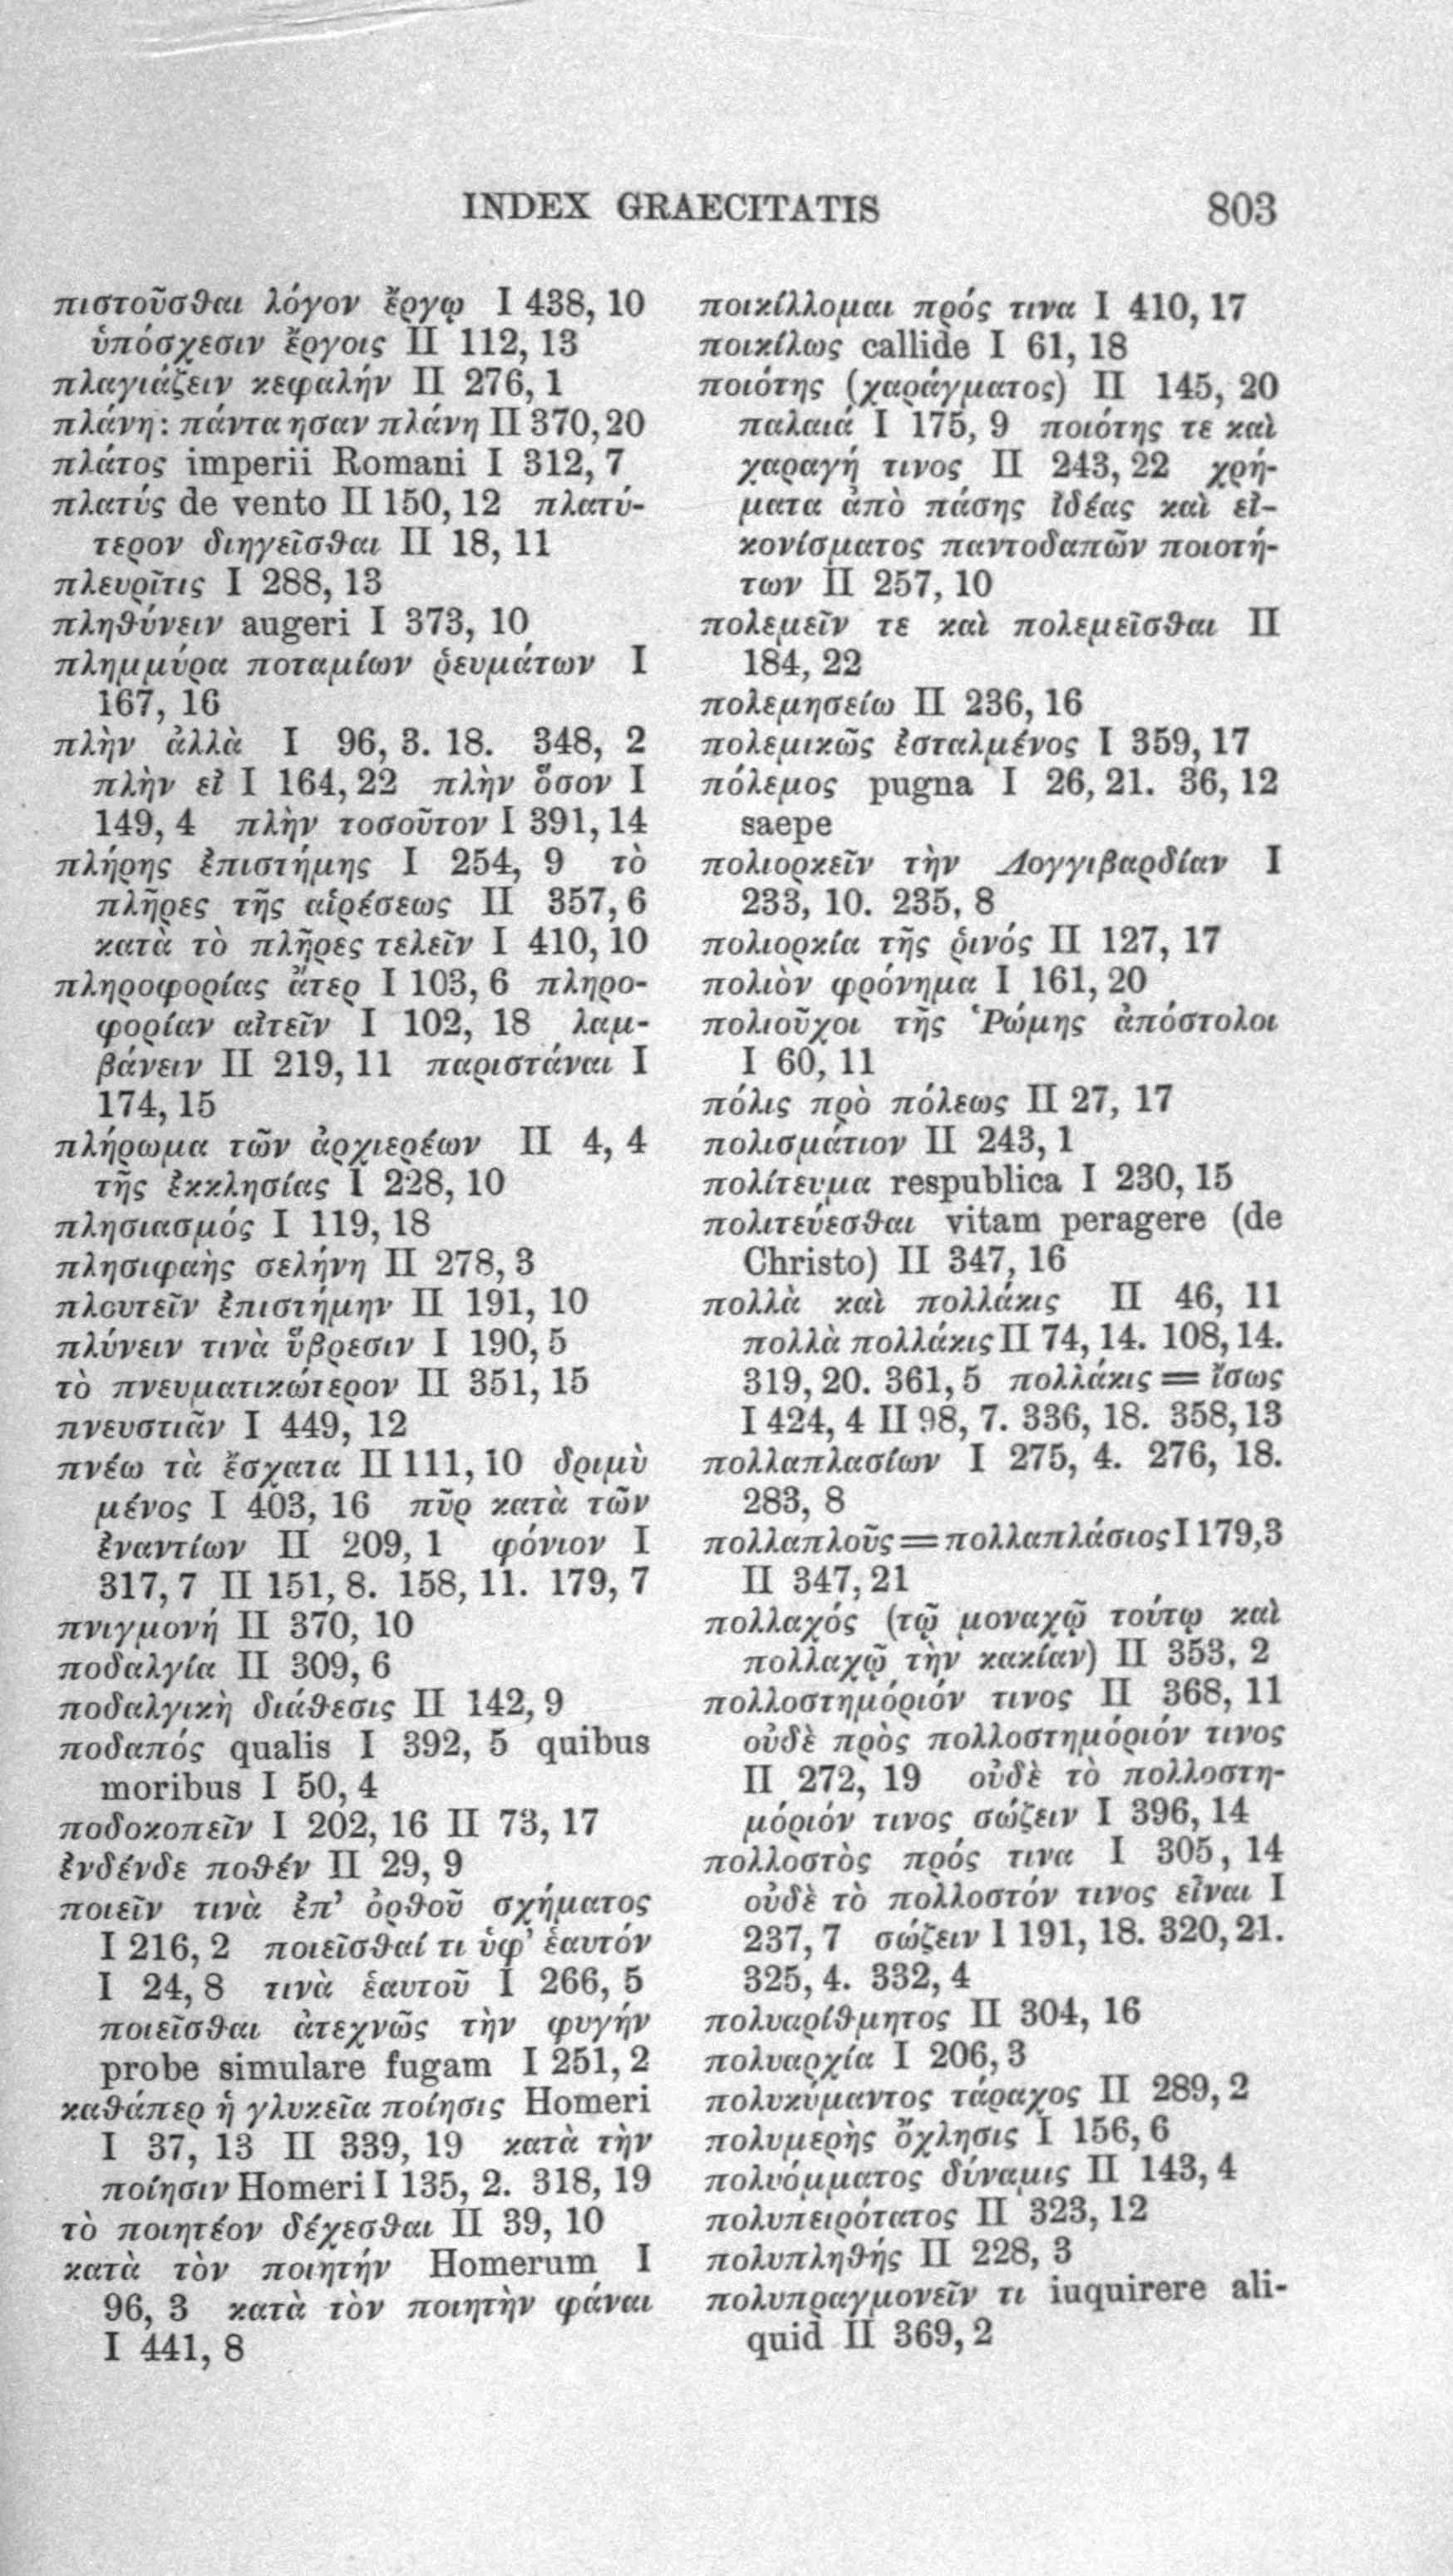 INDEX GRAECITATIS 803
πιστοῦσθαι λόγον ἔργῳ I 438, 10
ὑπόσχεσιν ἔργοις II 112, 13
πλαγιάζειν κεφαλήν II 276, 1
πλάνη: πάντα ησαν πλάνη II 370, 20
πλάτος imperii Romani I 312, 7
πλατύς de vento II 150, 12 πλατύ-
τερον διηγεῖσθαι II 18, 11
πλευρῖτις I 288, 13
πληθύνειν augeri I 373, 10
πλημμύρα ποταμίων ῥευμάτων I
167, 16
πλὴν ἀλλὰ I 96, 3. 18. 348, 2
πλὴν εἰ I 164, 22 πλὴν ὅσον I
149, 4 πλὴν τοσοῦτον I 391, 14
πλήρης ἐπιστήμης I 254, 9 τὸ
πλῆρες τῆς αἱρέσεως II 357, 6
κατὰ τὸ πλῆρες τελεῖν I 410, 10
πληροφορίας ἄτερ I 103, 6 πληρο-
φορίαν αἰτεῖν I 102, 18 λαμ-
βάνειν II 219, 11 παριστάναι I
174, 15
πλήρωμα τῶν ἀρχιερέων II 4, 4
τῆς ἐκκλησίας I 228, 10
πλησιασμός I 119, 18
πλησιφαὴς σελήνη II 278, 3
πλουτεῖν ἐπιστήμην II 191, 10
πλύνειν τινὰ ὕβρεσιν I 190, 5
τὸ πνευματικώτερον II 351, 15
πνευστιᾶν I 449, 12
πνέω τὰ ἔσχατα II 111, 10 δριμὺ
μένος I 403, 16 πῦρ κατὰ τῶν
ἐναντίων II 209, 1 φόνιον I
317, 7 II 151, 8. 158, 11. 179, 7
πνιγμονή II 370, 10
ποδαλγία II 309, 6
ποδαλγικὴ διάθεσις II 142, 9
ποδαπός qualis I 392, 5 quibus
moribus I 50, 4
ποδοκοπεῖν I 202, 16 II 73, 17
ἐνδένδε ποθέν II 29, 9
ποιεῖν τινὰ ἐπ’ ὀρθοῦ σχήματος
I 216, 2 ποιεῖσθαί τι ὑφ’ ἑαυτόν
I 24, 8 τινὰ ἑαυτοῦ I 266, 5
ποιεῖσθαι ἀτεχνῶς τὴν φυγήν
probe simulare fugam I 251, 2
καθάπερ ἡ γλυκεῖα ποίησις Homeri
I 37, 13 II 339, 19 κατὰ τὴν
ποίησιν Homeri I 135, 2. 318, 19
τὸ ποιητέον δέχεσθαι II 39, 10
κατὰ τὸν ποιητήν Homerum I
96, 3 κατὰ τὸν ποιητὴν φάναι
I 441, 8
ποικίλλομαι πρός τινα I 410, 17
ποικίλως callide I 61, 18
ποιότης (χαράγματος) II 145, 20
παλαιά I 175, 9 ποιότης τε καὶ
χαραγή τινος II 243, 22 χρή-
ματα ἀπὸ πάσης ἰδέας καὶ εἰ-
κονίσματος παντοδαπῶν ποιοτή-
των II 257, 10
πολεμεῖν τε καὶ πολεμεῖσθαι II
184, 22
πολεμησείω II 236, 16
πολεμικῶς ἐσταλμένος I 359, 17
πόλεμος pugna I 26, 21. 36, 12
saepe
πολιορκεῖν τὴν Λογγιβαρδίαν I
233, 10. 235, 8
πολιορκία τῆς ῥινός II 127, 17
πολιὸν φρόνημα I 161, 20
πολιοῦχοι τῆς Ῥώμης ἀπόστολοι
I 60, 11
πόλις πρὸ πόλεως II 27, 17
πολισμάτιον II 243, 1
πολίτευμα respublica I 230, 15
πολιτεύεσθαι vitam peragere (de
Christo) II 347, 16
πολλὰ καὶ πολλάκις II 46, 11
πολλὰ πολλάκις II 74, 14. 108, 14.
319, 20. 361, 5 πολλάκις = ἴσως
I 424, 4 II 98, 7. 336, 18. 358, 13
πολλαπλασίων I 275, 4. 276, 18.
283, 8
πολλαπλοῦς = πολλαπλάσιος I 179, 3
II 347, 21
πολλαχός (τῷ μοναχῷ τούτῳ καὶ
πολλαχῷ τὴν κακίαν) II 353, 2
πολλοστημόριόν τινος II 368, 11
οὐδὲ πρὸς πολλοστημόριόν τινος
II 272, 19 οὐδὲ τὸ πολλοστη-
μόριόν τινος σώζειν I 396, 14
πολλοστὸς πρός τινα I 305, 14
οὐδὲ τὸ πολλοστόν τινος εἶναι I
237, 7 σώζειν I 191, 18. 320, 21.
325, 4. 332, 4
πολυαρίθμητος II 304, 16
πολυαρχία I 206, 3
πολυκύμαντος τάραχος II 289, 2
πολυμερὴς ὄχλησις I 156, 6
πολυόμματος δύναμις II 143, 4
πολυπειρότατος II 323, 12
πολυπληθής II 228, 3
πολυπραγμονεῖν τι iuquirere ali-
quid II 369, 2